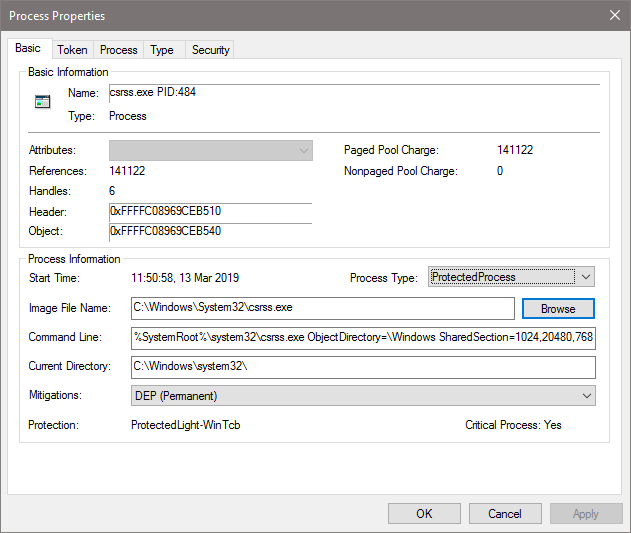 Process Properties
Basic Token Process Type Security
Basic Information
Name: csrss.exe PID:484
Type: Process
Attributes: Paged Pool Charge: 141122
References: 141122 Nonpaged Pool Charge: 0
Handles: 6
Header: 0xFFFFC08969CEB510
Object: 0xFFFFC08969CEB540
Process Information
Start Time: 11:50:58, 13 Mar 2019 Process Type: ProtectedProcess
Image File Name: C:\Windows\System32\csrss.exe Browse
Command Line: %SystemRoot%\system32\csrss.exe ObjectDirectory=\Windows SharedSection=1024,20480,768
Current Directory: C:\Windows\system32\
Mitigations: DEP (Permanent)
Protection: ProtectedLight-WinTcb Critical Process: Yes
OK Cancel Apply